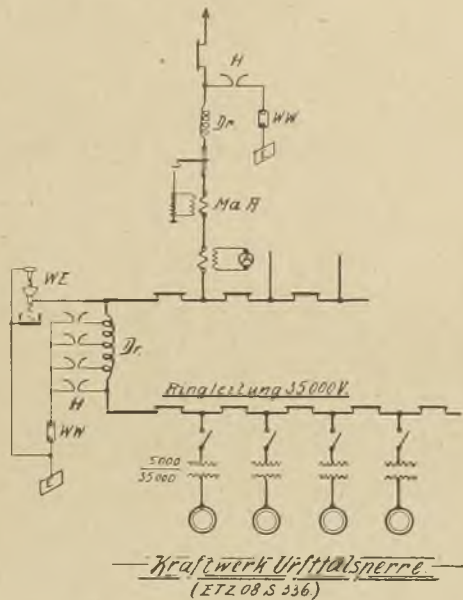 H
Dr
WW
E
Ma A
WE
Dr.
H
Ringleitung 35000 V.
WW
5000
35000
E
Kraftwerk Urfttalsperre
(ETZ 08 S 336.)